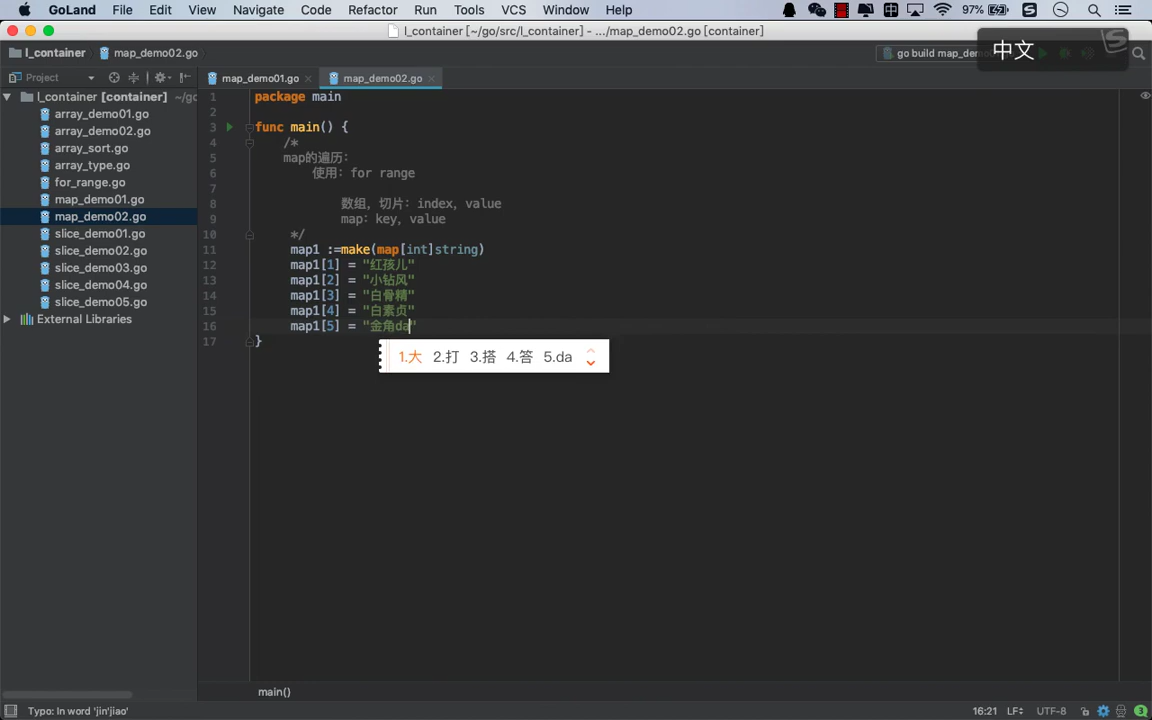 GoLand File Edit View Navigate Code Refactor Run Tools VCS Window Help 97%
l_container [~/go/src/l_container] - .../map_demo02.go [container]
l_container map_demo02.go go build map_demo
中文
Project
map_demo01.go map_demo02.go
l_container [container] ~/go
array_demo01.go
array_demo02.go
array_sort.go
array_type.go
for_range.go
map_demo01.go
map_demo02.go
slice_demo01.go
slice_demo02.go
slice_demo03.go
slice_demo04.go
slice_demo05.go
External Libraries
1 package main
2
3 func main() {
4 /*
5 map的遍历：
6 使用：for range
7
8 数组，切片：index，value
9 map：key，value
10 */
11 map1 :=make(map[int]string)
12 map1[1] = "红孩儿"
13 map1[2] = "小钻风"
14 map1[3] = "白骨精"
15 map1[4] = "白素贞"
16 map1[5] = "金角da"
17 }
1.大 2.打 3.搭 4.答 5.da
main()
Typo: In word 'jin'jiao' 16:21 LF UTF-8 3